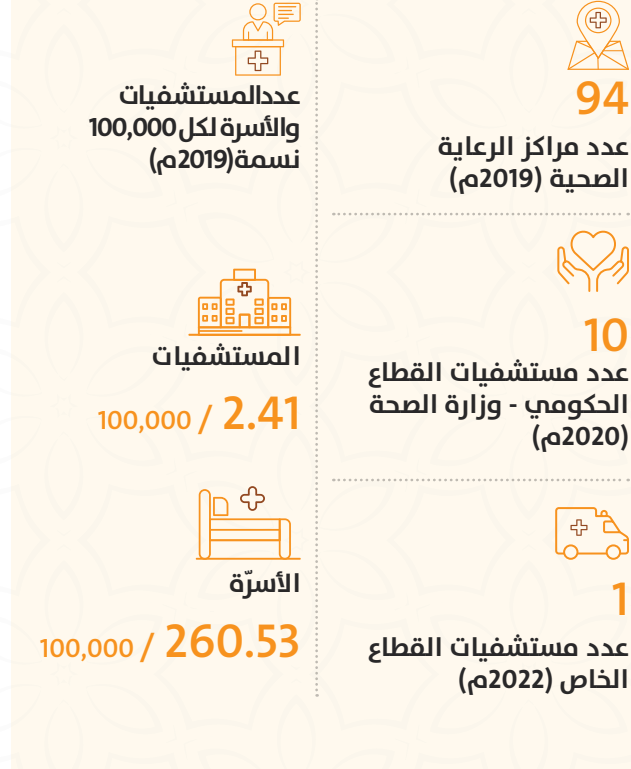 94
عدد مراكز الرعاية
الصحية (2019م)
10
عدد مستشفيات القطاع
الحكومي - وزارة الصحة
(2020م)
1
عدد مستشفيات القطاع
الخاص (2022م)
عددالمستشفيات
والأسرة لكل 100,000
نسمة(2019م)
المستشفيات
2.41 / 100,000
الأسرّة
260.53 / 100,000